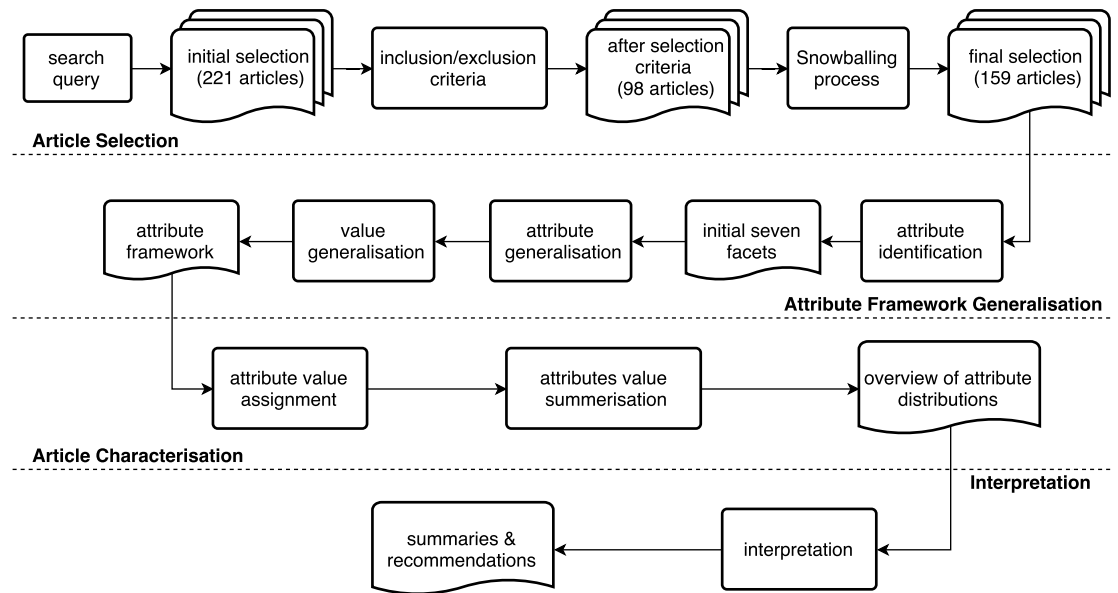 search
query
initial selection
(221 articles)
inclusion/exclusion
criteria
after selection
criteria
(98 articles)
Snowballing
process
final selection
(159 articles)
Article Selection
attribute
framework
value
generalisation
attribute
generalisation
initial seven
facets
attribute
identification
Attribute Framework Generalisation
attribute value
assignment
attributes value
summerisation
overview of attribute
distributions
Article Characterisation
Interpretation
summaries &
recommendations
interpretation